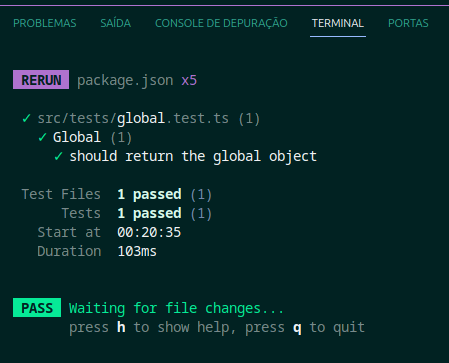 PROBLEMAS SAÍDA CONSOLE DE DEPURAÇÃO TERMINAL PORTAS
RERUN package.json x5
✓ src/tests/global.test.ts (1)
✓ Global (1)
✓ should return the global object
Test Files 1 passed (1)
Tests 1 passed (1)
Start at 00:20:35
Duration 103ms
PASS Waiting for file changes...
press h to show help, press q to quit